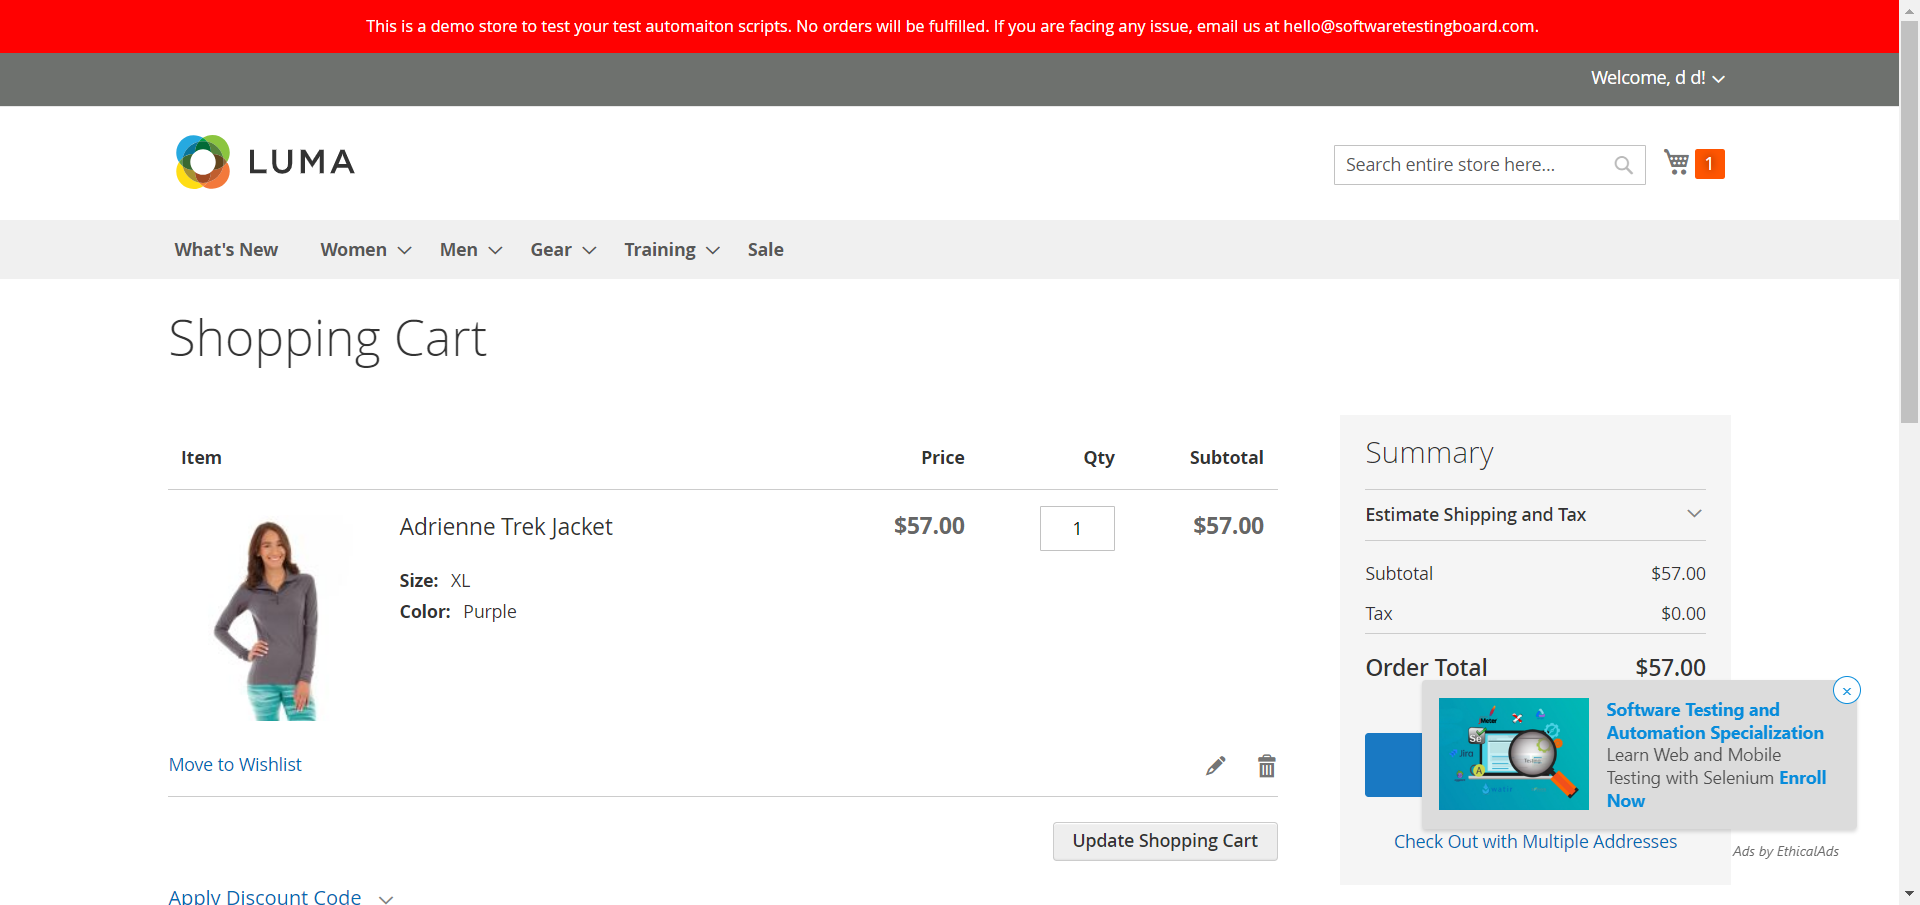 This is a demo store to test your test automaiton scripts. No orders will be fulfilled. If you are facing any issue, email us at hello@softwaretestingboard.com.
Welcome, d d!
LUMA
Search entire store here...
1
What's New Women Men Gear Training Sale
Shopping Cart
Item Price Qty Subtotal
Adrienne Trek Jacket $57.00 1 $57.00
Size: XL
Color: Purple
Move to Wishlist
Update Shopping Cart
Apply Discount Code
Summary
Estimate Shipping and Tax
Subtotal $57.00
Tax $0.00
Order Total $57.00
Software Testing and
Automation Specialization
Learn Web and Mobile
Testing with Selenium Enroll
Now
Meter
Se
Jira
A
Check Out with Multiple Addresses
Ads by EthicalAds